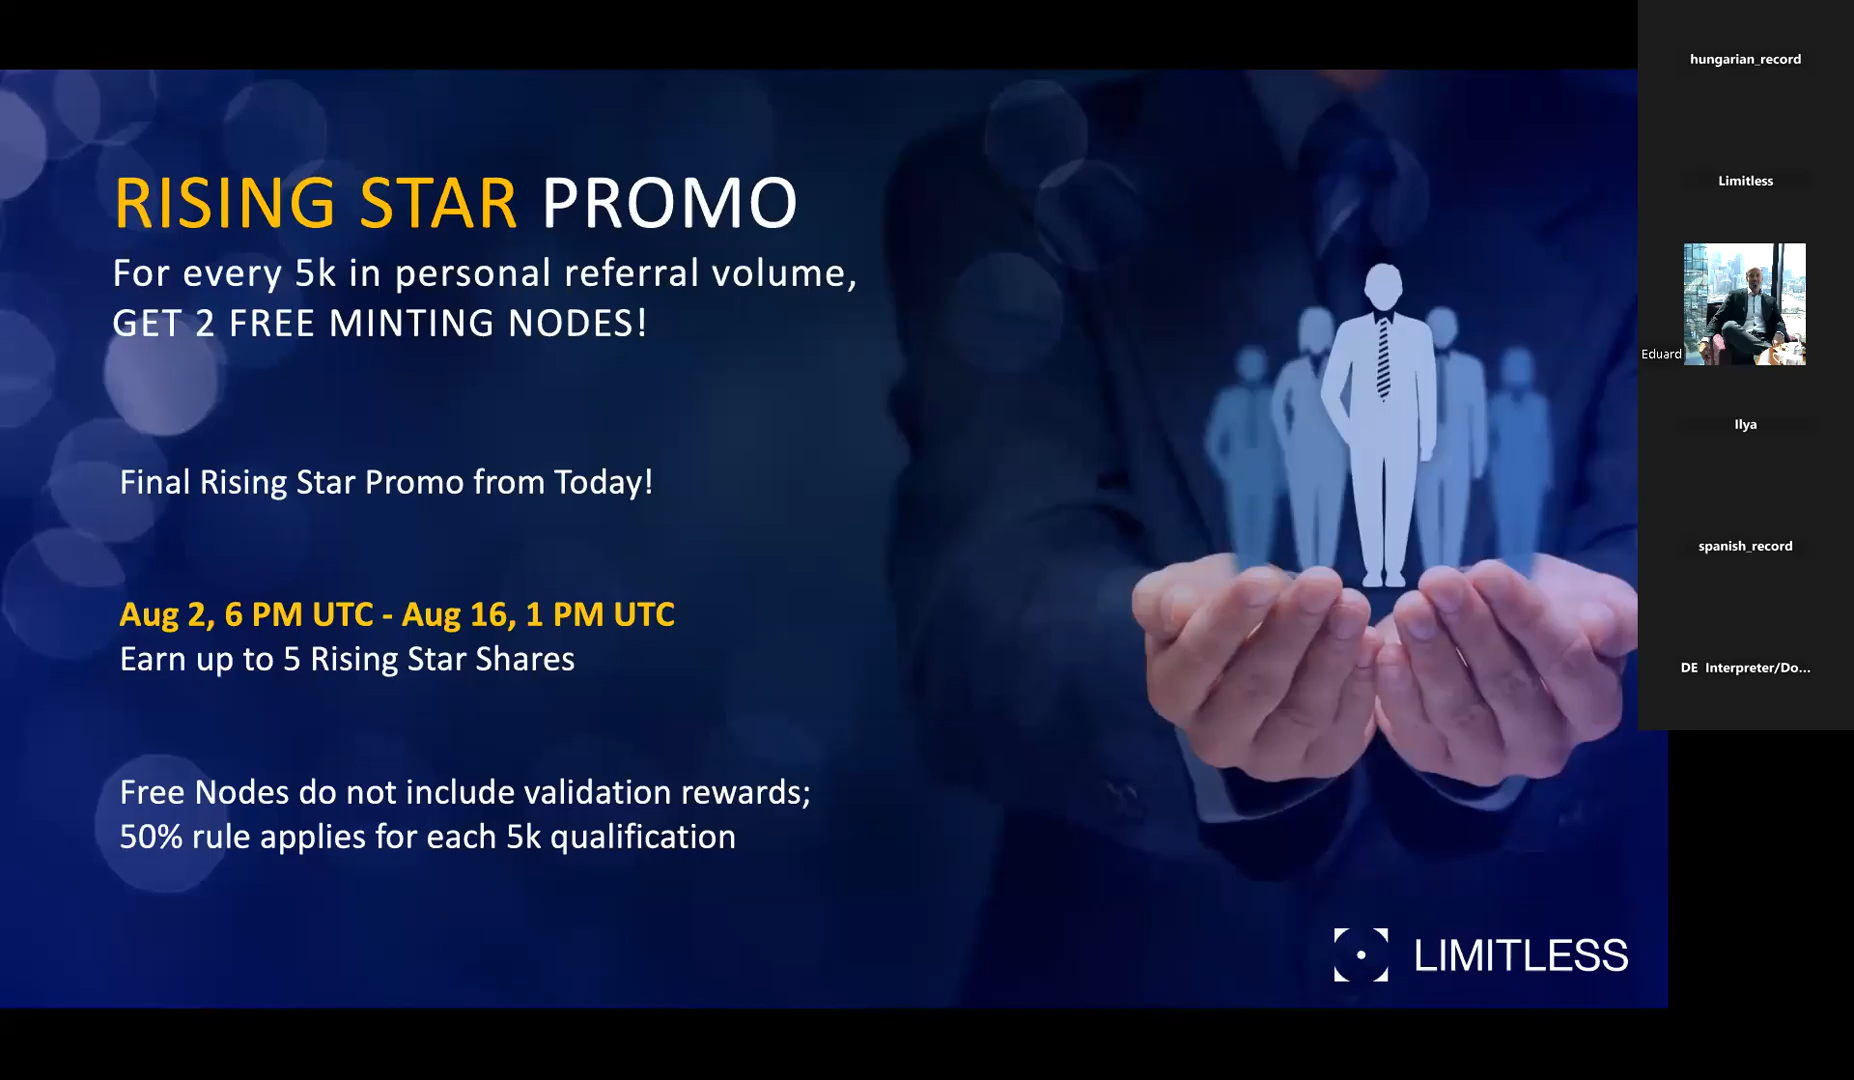 RISING STAR PROMO
For every 5k in personal referral volume,
GET 2 FREE MINTING NODES!
Final Rising Star Promo from Today!
Aug 2, 6 PM UTC - Aug 16, 1 PM UTC
Earn up to 5 Rising Star Shares
Free Nodes do not include validation rewards;
50% rule applies for each 5k qualification
LIMITLESS
hungarian_record
Limitless
Eduard
Ilya
spanish_record
DE Interpreter/Do...